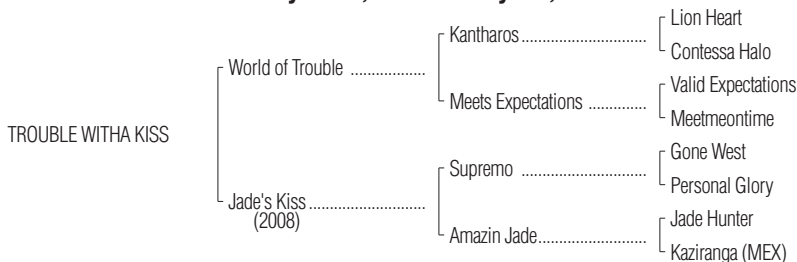 Lion Heart
Kantharos
Contessa Halo
World of Trouble
Valid Expectations
Meets Expectations
Meetmeontime
TROUBLE WITHA KISS
Gone West
Supremo
Personal Glory
Jade's Kiss
(2008)
Jade Hunter
Amazin Jade
Kaziranga (MEX)